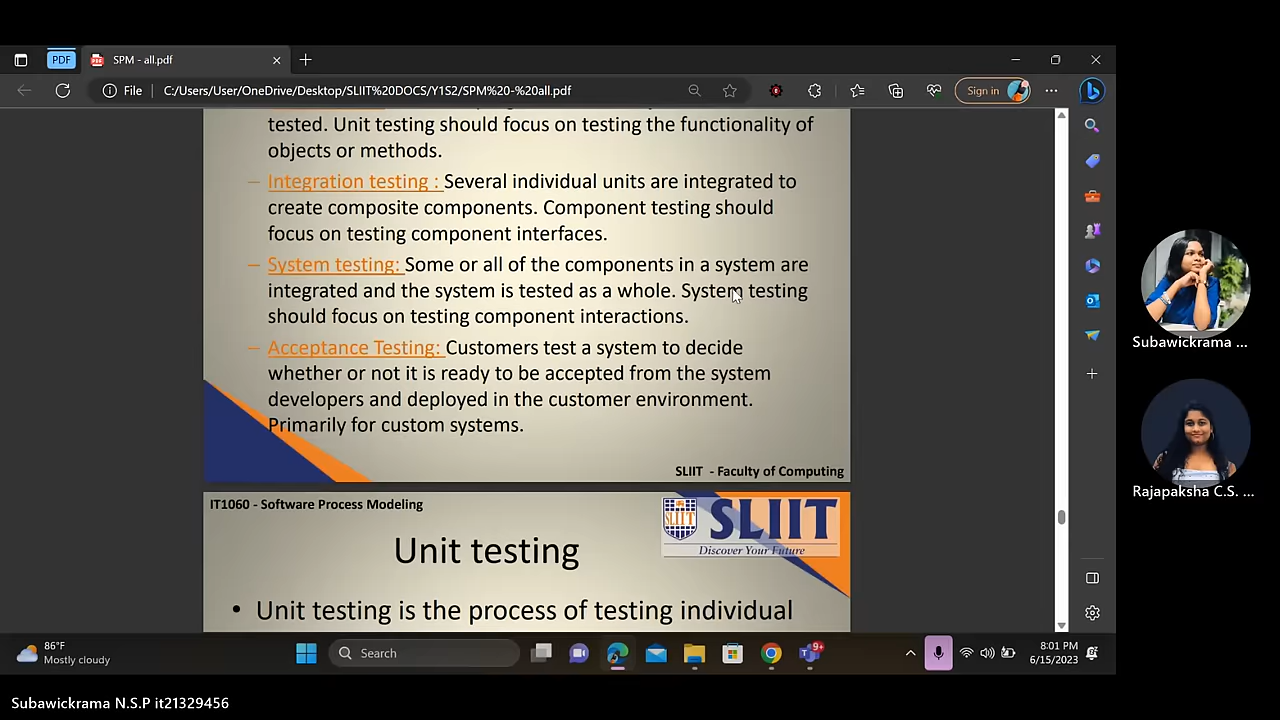 PDF
SPM - all.pdf
File
C:/Users/User/OneDrive/Desktop/SLIIT%20DOCS/Y1S2/SPM%20-%20all.pdf
Sign in
tested. Unit testing should focus on testing the functionality of
objects or methods.
– Integration testing : Several individual units are integrated to
create composite components. Component testing should
focus on testing component interfaces.
– System testing: Some or all of the components in a system are
integrated and the system is tested as a whole. System testing
should focus on testing component interactions.
– Acceptance Testing: Customers test a system to decide
whether or not it is ready to be accepted from the system
developers and deployed in the customer environment.
Primarily for custom systems.
SLIIT - Faculty of Computing
IT1060 - Software Process Modeling
SLIIT
SLIIT
Discover Your Future
Unit testing
• Unit testing is the process of testing individual
Subawickrama ...
Rajapaksha C.S. ...
86°F
Mostly cloudy
Search
9+
8:01 PM
6/15/2023
Subawickrama N.S.P it21329456